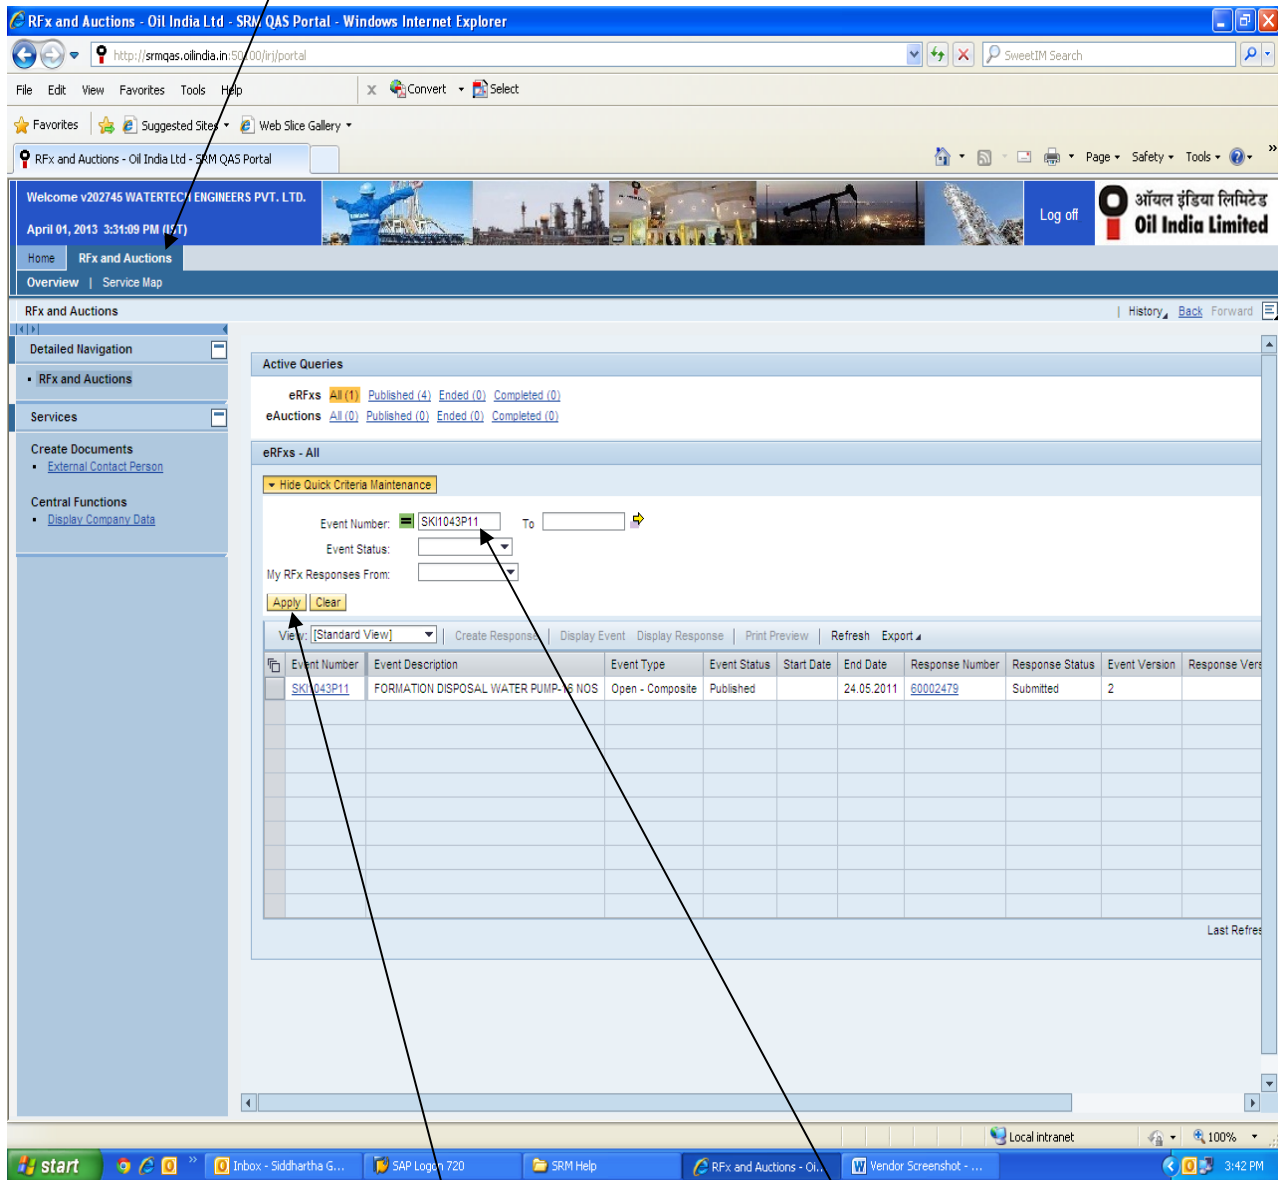 RFx and Auctions - Oil India Ltd - SRM QAS Portal - Windows Internet Explorer
http://srmqas.oilindia.in:50100/irj/portal
SweetIM Search
File Edit View Favorites Tools Help x Convert Select
Favorites Suggested Sites Web Slice Gallery
RFx and Auctions - Oil India Ltd - SRM QAS Portal
Page Safety Tools »
Welcome v202745 WATERTECH ENGINEERS PVT. LTD.
April 01, 2013 3:31:09 PM (IST)
Log off
ऑयल इंडिया लिमिटेड
Oil India Limited
Home RFx and Auctions
Overview | Service Map
RFx and Auctions | History Back Forward
Detailed Navigation
RFx and Auctions
Services
Create Documents
External Contact Person
Central Functions
Display Company Data
Active Queries
eRFxs All (1) Published (4) Ended (0) Completed (0)
eAuctions All (0) Published (0) Ended (0) Completed (0)
eRFxs - All
Hide Quick Criteria Maintenance
Event Number: SKI1043P11 To
Event Status:
My RFx Responses From:
Apply Clear
View: [Standard View] | Create Response | Display Event Display Response | Print Preview | Refresh Export
Event Number Event Description Event Type Event Status Start Date End Date Response Number Response Status Event Version Response Vers
SKI1043P11 FORMATION DISPOSAL WATER PUMP-16 NOS Open - Composite Published 24.05.2011 60002479 Submitted 2
Last Refres
Local intranet 100%
start » Inbox - Siddhartha G... SAP Logon 720 SRM Help RFx and Auctions - Oi... Vendor Screenshot - ... 3:42 PM